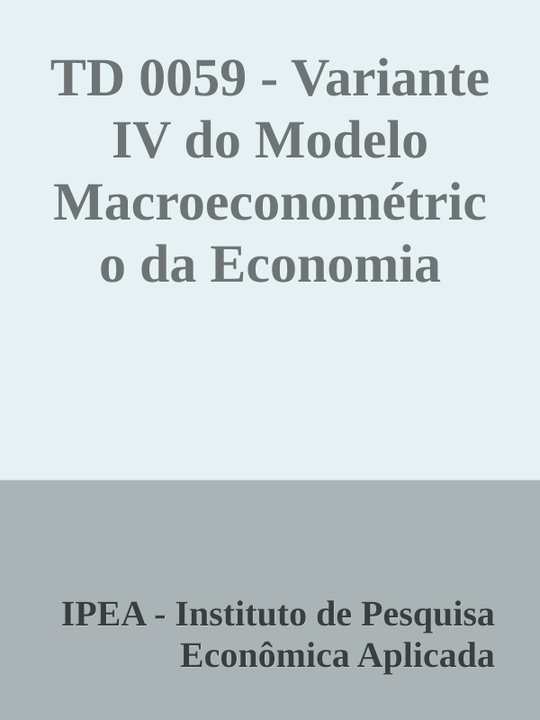 TD 0059 - Variante
IV do Modelo
Macroeconométric
o da Economia
IPEA - Instituto de Pesquisa
Econômica Aplicada